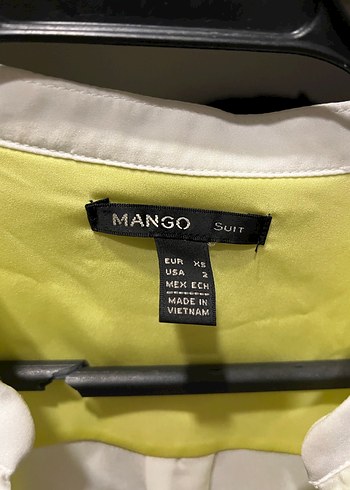 MANGO SUIT
EUR XS
USA 2
MEX ECH
MADE IN
VIETNAM